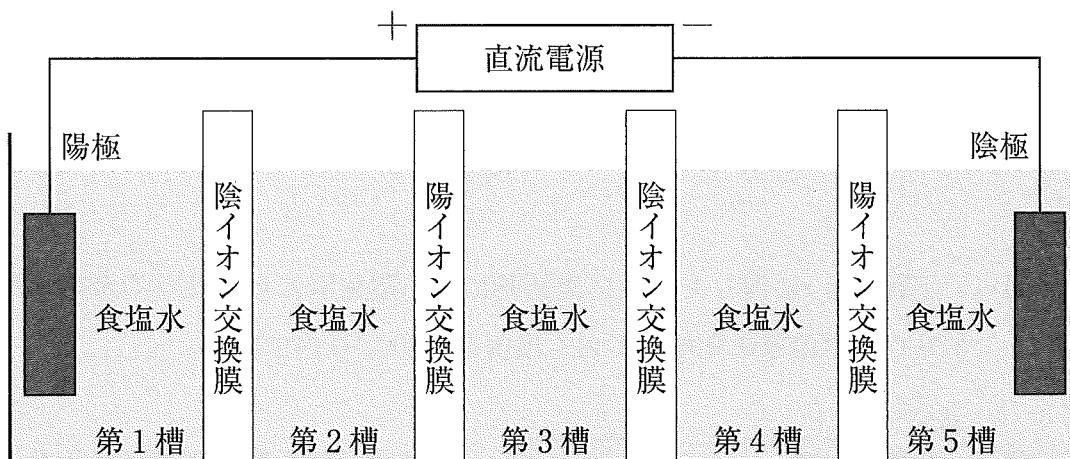 ＋ －
直流電源
陽極
陰極
陰イオン交換膜
陽イオン交換膜
陰イオン交換膜
陽イオン交換膜
食塩水 食塩水 食塩水 食塩水 食塩水
第1槽 第2槽 第3槽 第4槽 第5槽